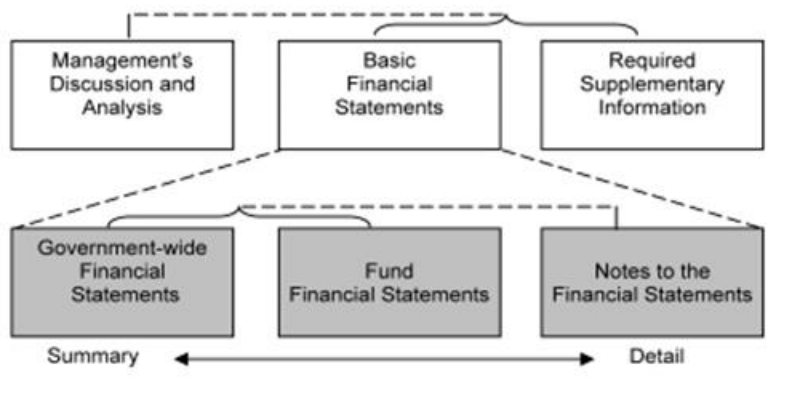 Management's
Discussion and
Analysis
Basic
Financial
Statements
Required
Supplementary
Information
Government-wide
Financial
Statements
Fund
Financial Statements
Notes to the
Financial Statements
Summary
Detail